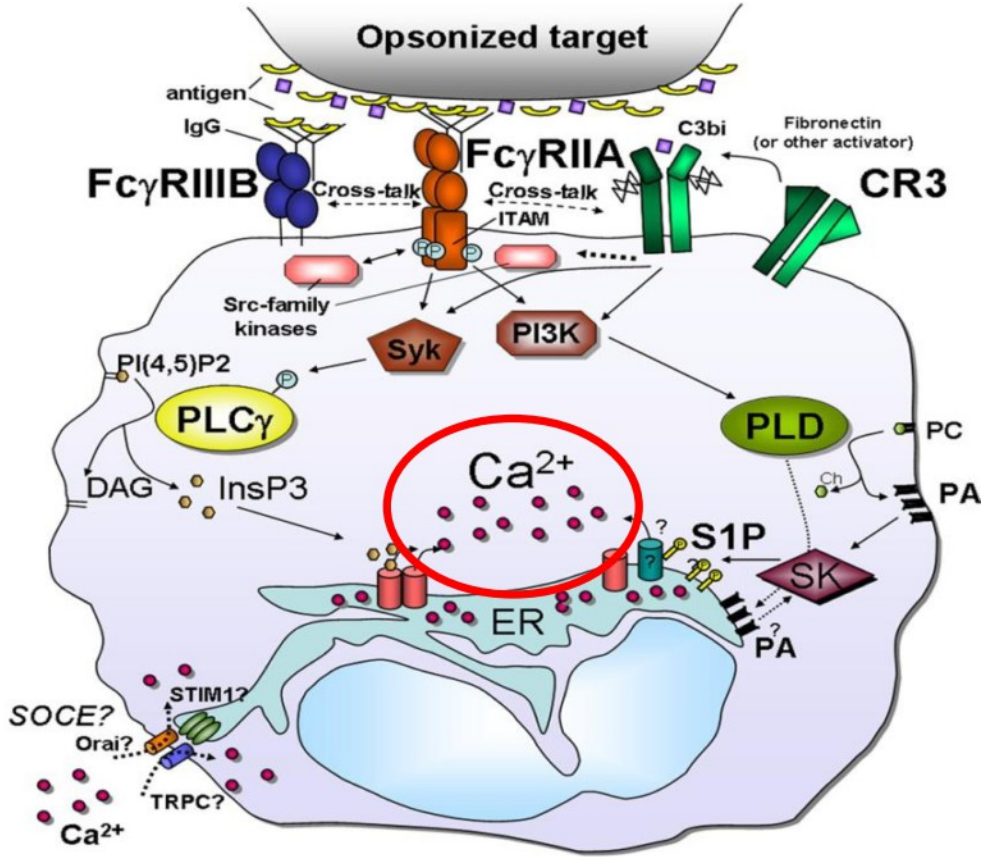 Opsonized target
antigen
IgG
C3bi
Fibronectin
(or other activator)
FcγRIIIB
FcγRIIA
CR3
Cross-talk
Cross-talk
ITAM
P
P
P
Src-family
kinases
Syk
PI3K
PI(4,5)P2
P
PLCγ
PLD
PC
Ca²⁺
DAG
InsP3
Ch
PA
?
S1P
P
?
?
P
P
SK
ER
?
PA
STIM1?
SOCE?
Orai?
TRPC?
Ca²⁺